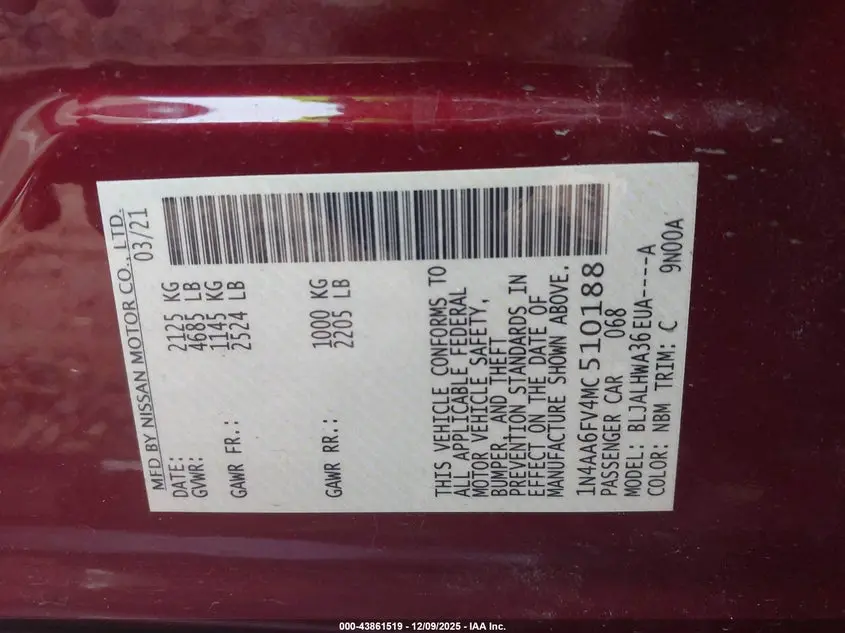 MFD BY NISSAN MOTOR CO., LTD.
DATE: 03/21
GVWR: 2125 KG
4685 LB
GAWR FR.: 1145 KG
2524 LB
GAWR RR.: 1000 KG
2205 LB
THIS VEHICLE CONFORMS TO
ALL APPLICABLE FEDERAL
MOTOR VEHICLE SAFETY,
BUMPER, AND THEFT
PREVENTION STANDARDS IN
EFFECT ON THE DATE OF
MANUFACTURE SHOWN ABOVE.
1N4AA6FV4MC510188
PASSENGER CAR 068
MODEL: BLJALHWA36EUA----A
COLOR: NBM TRIM: C 9N00A
000-43861519 - 12/09/2025 - IAA Inc.